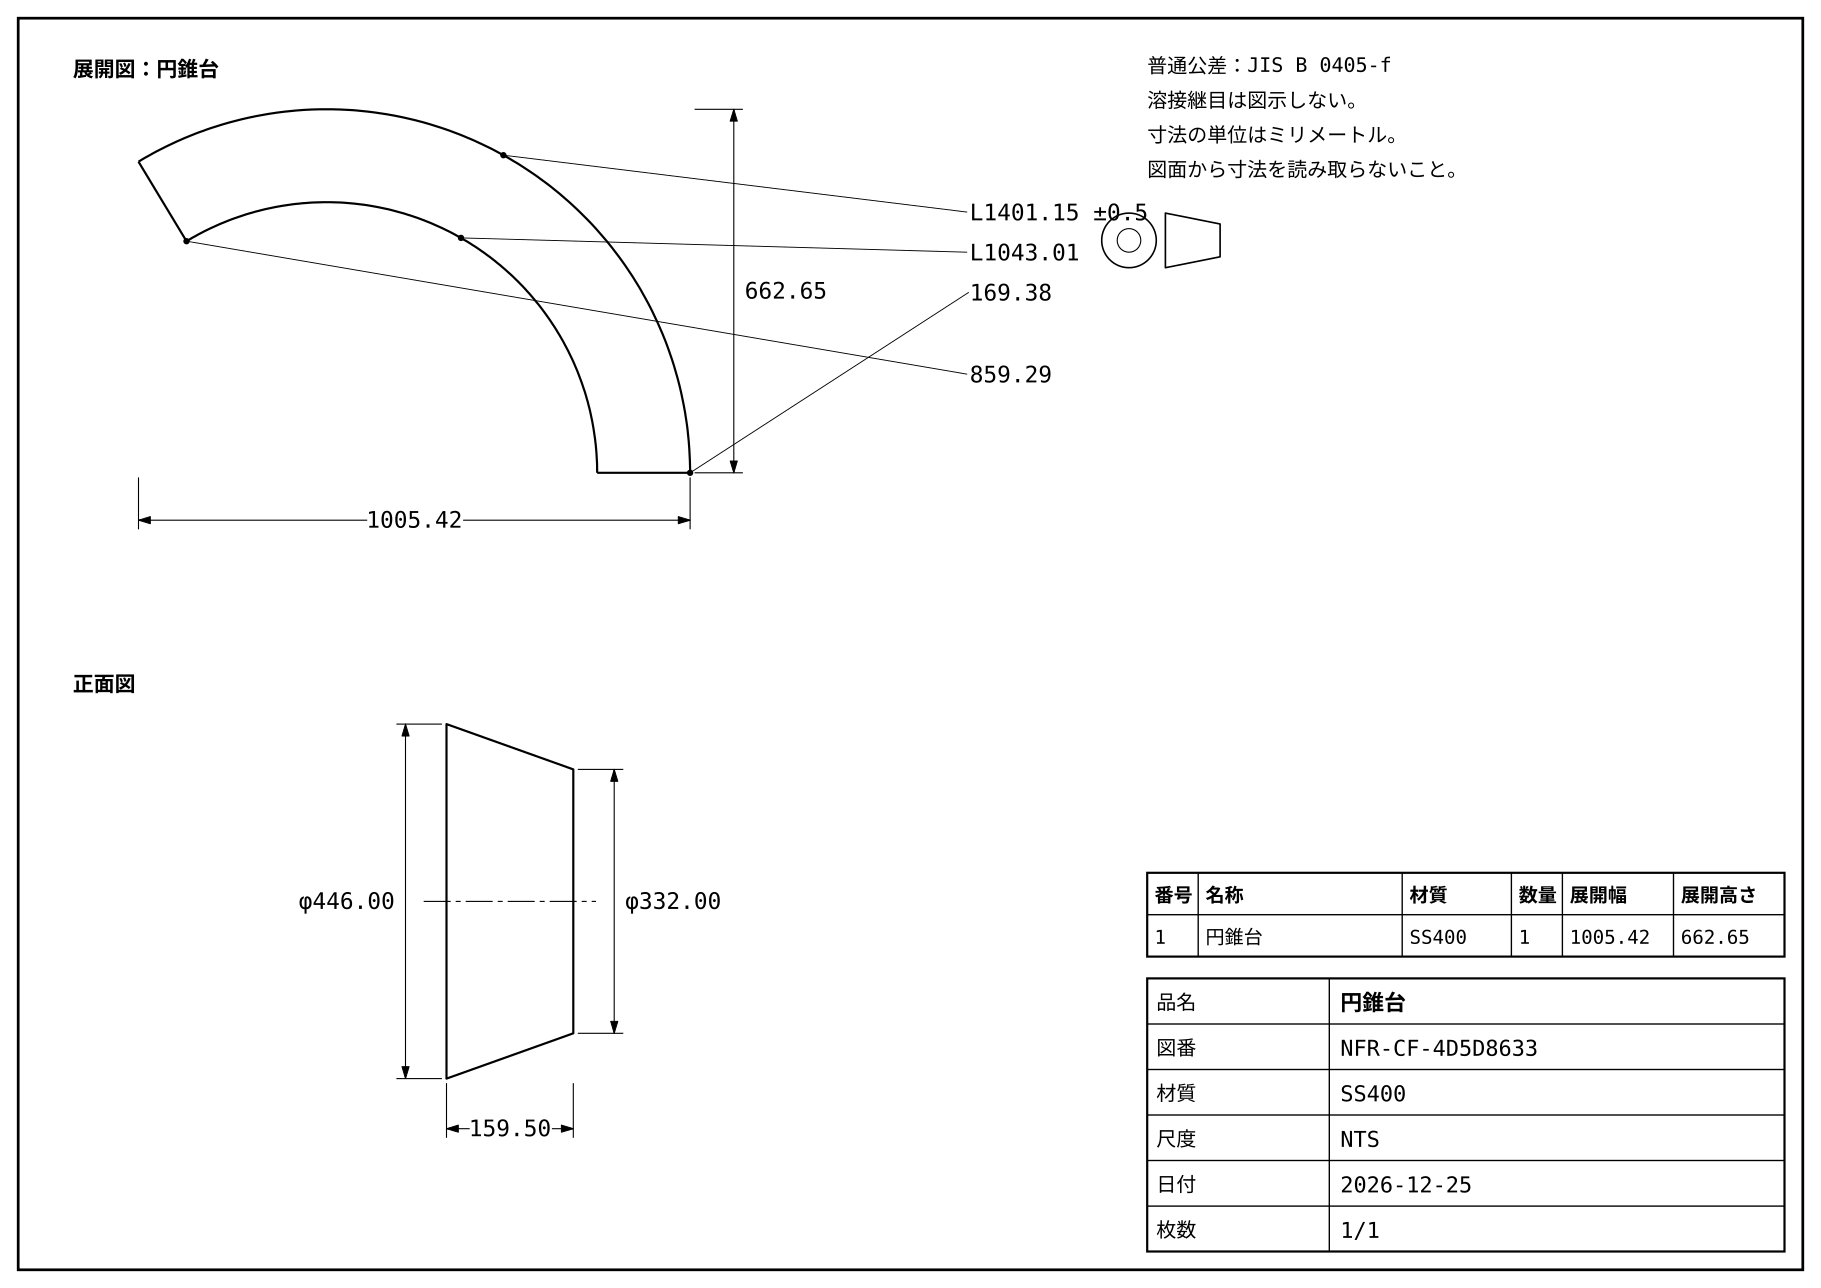 展開図：円錐台
普通公差：JIS B 0405-f
溶接継目は図示しない。
寸法の単位はミリメートル。
図面から寸法を読み取らないこと。
L1401.15 ±0.5
L1043.01
169.38
662.65
859.29
1005.42
正面図
φ446.00
φ332.00
159.50
番号 名称 材質 数量 展開幅 展開高さ
1 円錐台 SS400 1 1005.42 662.65
品名 円錐台
図番 NFR-CF-4D5D8633
材質 SS400
尺度 NTS
日付 2026-12-25
枚数 1/1